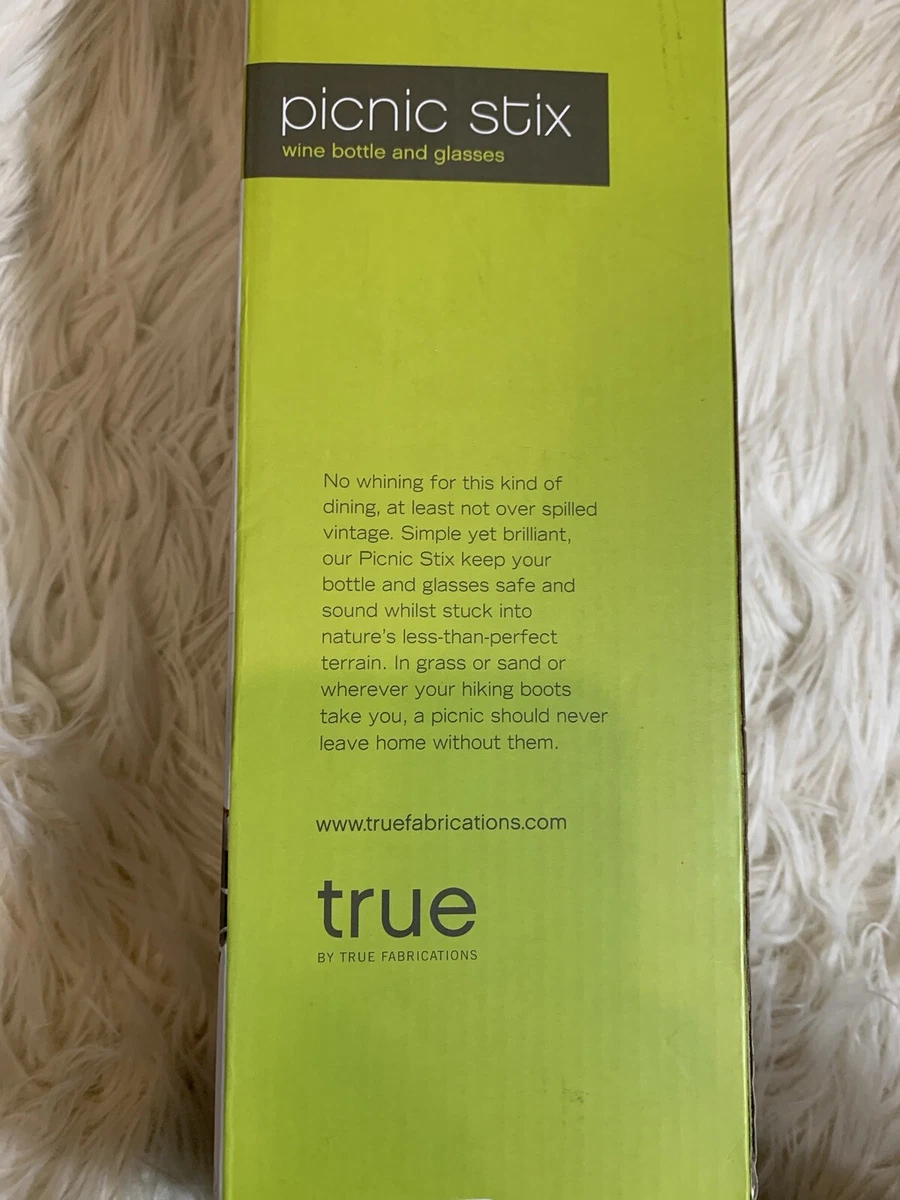 picnic stix
wine bottle and glasses
No whining for this kind of
dining, at least not over spilled
vintage. Simple yet brilliant,
our Picnic Stix keep your
bottle and glasses safe and
sound whilst stuck into
nature's less-than-perfect
terrain. In grass or sand or
wherever your hiking boots
take you, a picnic should never
leave home without them.
www.truefabrications.com
true
BY TRUE FABRICATIONS